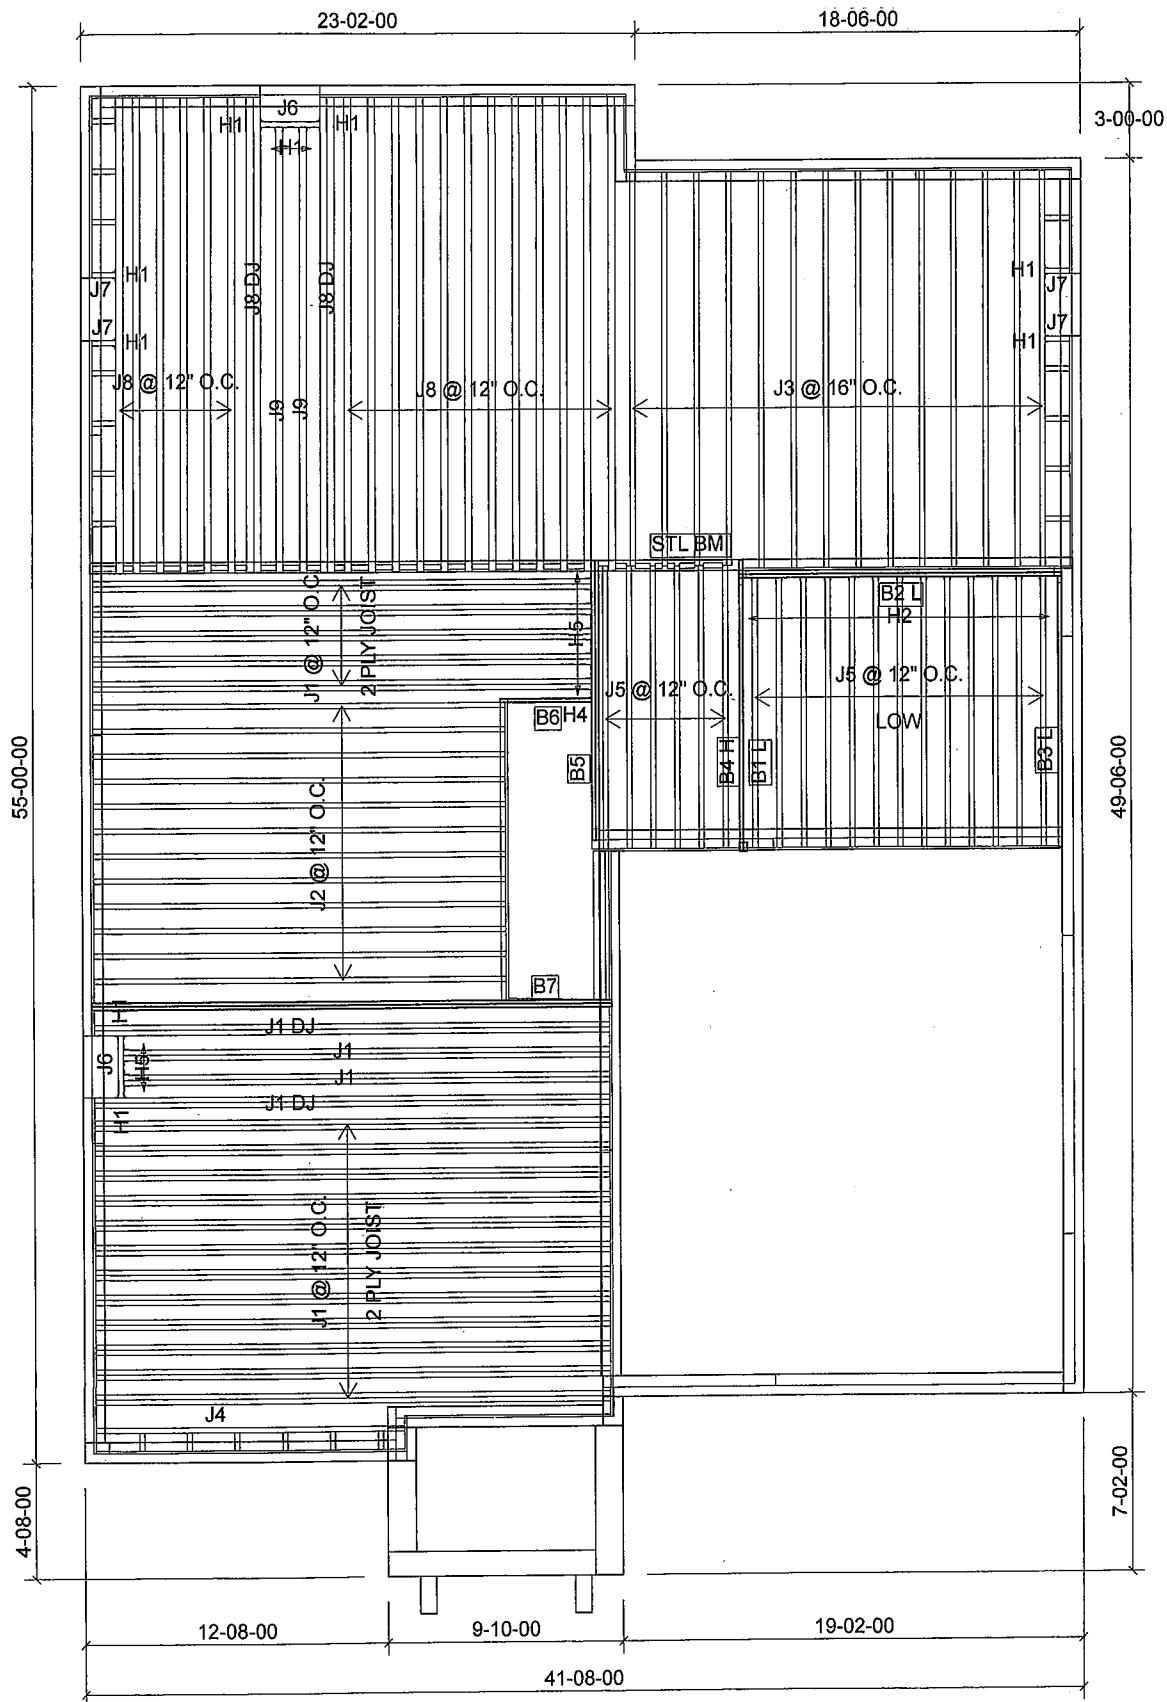 23-02-00
18-06-00
3-00-00
J6
H1
H1
H1
H1
J7
J7
H1
J8 DJ
J8 DJ
H1
J7
J7
H1
J8 @ 12" O.C.
J9
J9
J8 @ 12" O.C.
J3 @ 16" O.C.
STL BM
J1 @ 12" O.C.
2 PLY JOIST
H5
B2 L
H2
J5 @ 12" O.C.
J5 @ 12" O.C.
LOW
B6
H4
B5
B4 H
B1 L
B3 L
55-00-00
49-06-00
J2 @ 12" O.C.
B7
H1
J1 DJ
J6
H5
J1
J1
J1 DJ
H1
J1 @ 12" O.C.
2 PLY JOIST
J4
4-08-00
7-02-00
12-08-00
9-10-00
19-02-00
41-08-00